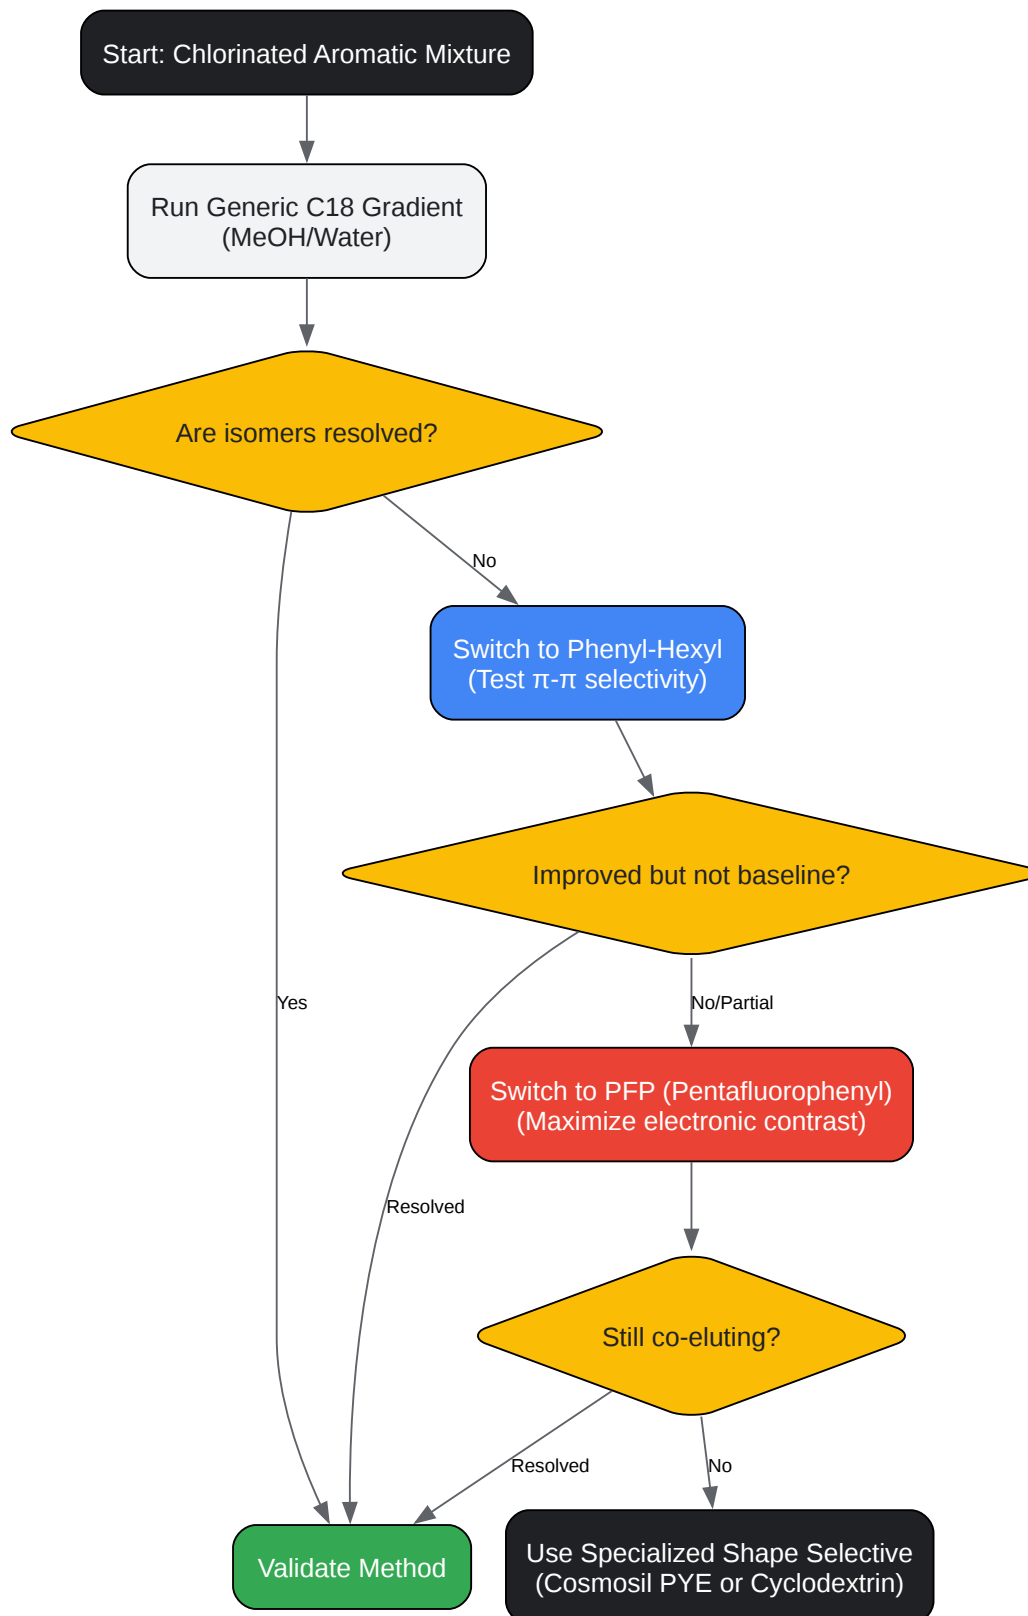 Start: Chlorinated Aromatic Mixture
Run Generic C18 Gradient
(MeOH/Water)
Are isomers resolved?
No
Switch to Phenyl-Hexyl
(Test π-π selectivity)
Improved but not baseline?
Yes
No/Partial
Switch to PFP (Pentafluorophenyl)
(Maximize electronic contrast)
Resolved
Still co-eluting?
Resolved
No
Validate Method
Use Specialized Shape Selective
(Cosmosil PYE or Cyclodextrin)